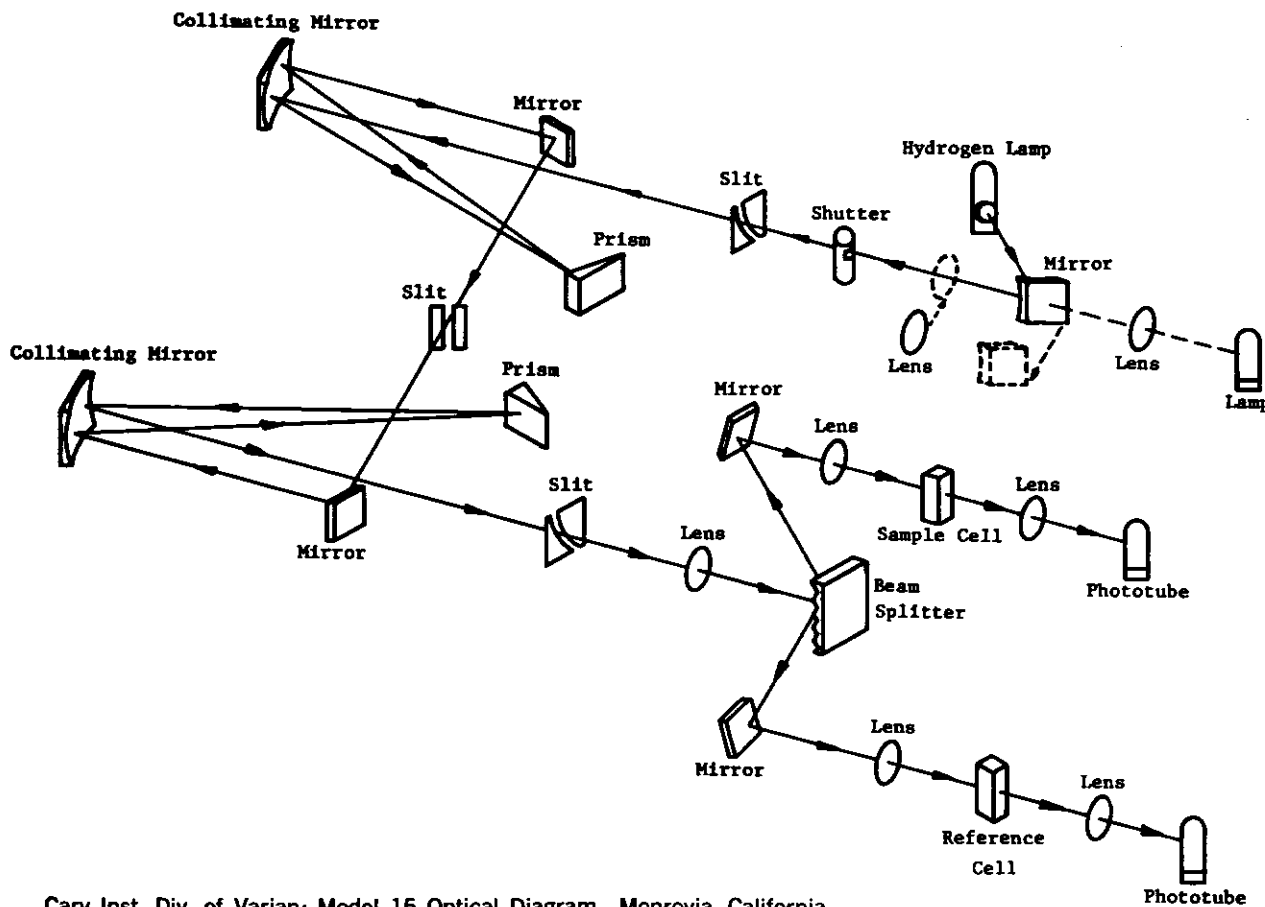 Collimating Mirror
Mirror
Hydrogen Lamp
Slit
Shutter
Mirror
Prism
Slit
Lens
Lens
Lamp
Collimating Mirror
Prism
Mirror
Lens
Slit
Lens
Sample Cell
Mirror
Lens
Phototube
Beam
Splitter
Lens
Mirror
Lens
Reference
Cell
Phototube
Cary Inst. Div. of Varian: Model 15 Optical Diagram, Monrovia, California